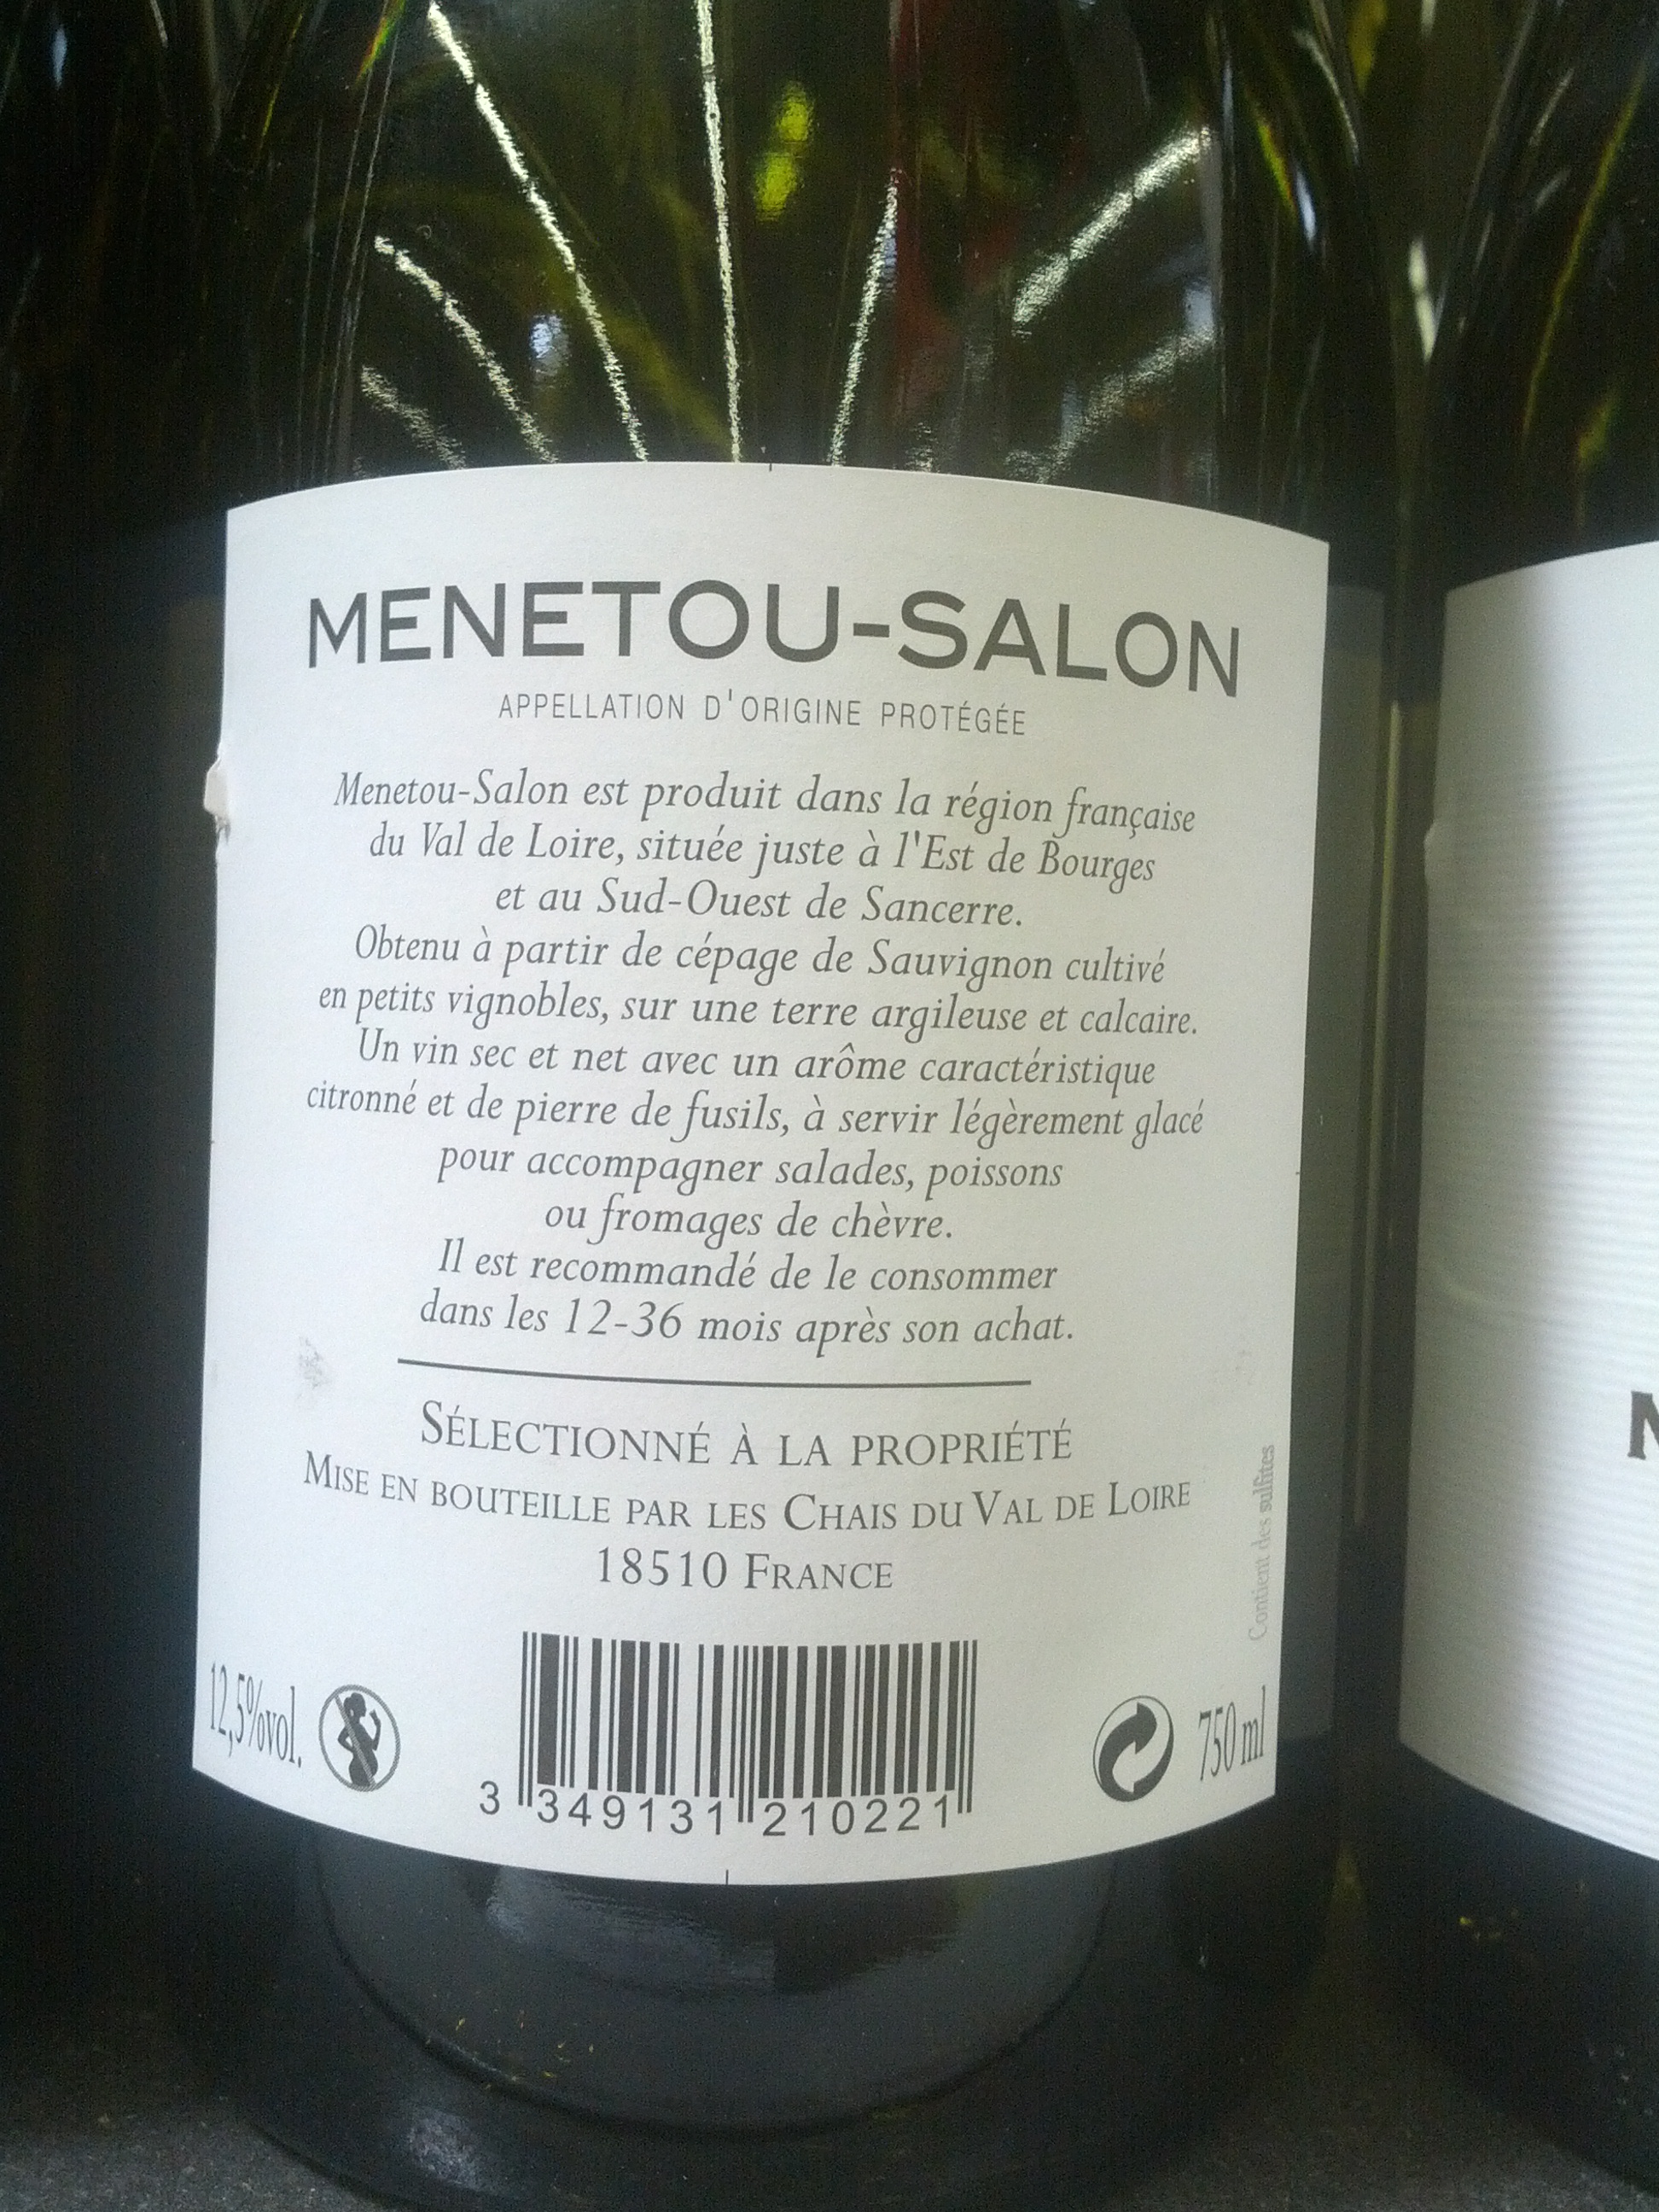 MENETOU-SALON
APPELLATION D'ORIGINE PROTÉGÉE
Menetou-Salon est produit dans la région française
du Val de Loire, située juste à l'Est de Bourges
et au Sud-Ouest de Sancerre.
Obtenu à partir de cépage de Sauvignon cultivé
en petits vignobles, sur une terre argileuse et calcaire.
Un vin sec et net avec un arôme caractéristique
citronné et de pierre de fusils, à servir légèrement glacé
pour accompagner salades, poissons
ou fromages de chèvre.
Il est recommandé de le consommer
dans les 12-36 mois après son achat.
SÉLECTIONNÉ À LA PROPRIÉTÉ
MISE EN BOUTEILLE PAR LES CHAIS DU VAL DE LOIRE
18510 FRANCE
Contient des sulfites
12,5%vol.
3 349131 210221
750 ml